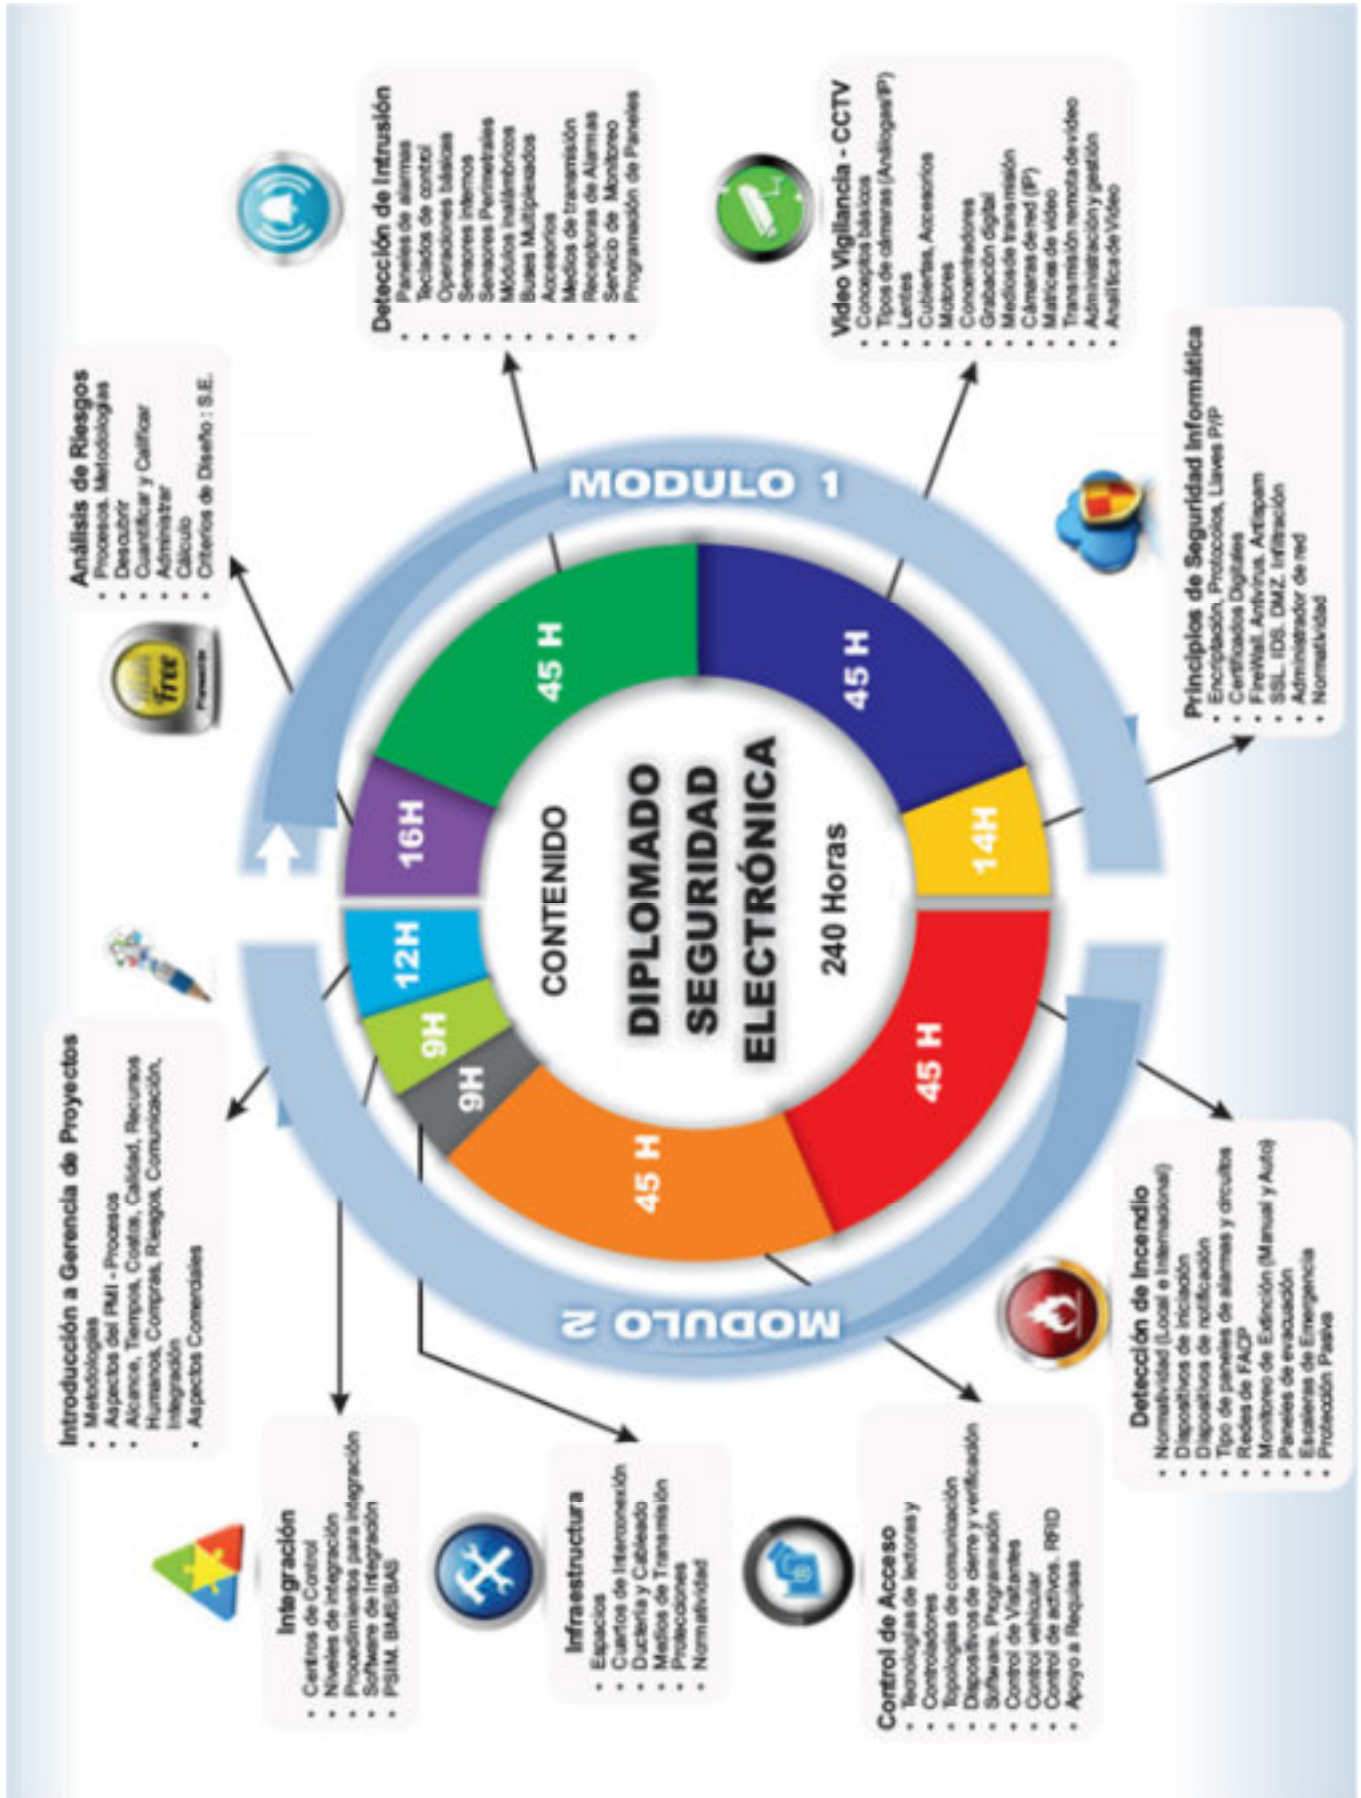 CONTENIDO
DIPLOMADO
SEGURIDAD
ELECTRÓNICA
240 Horas
MODULO 1
16H
45 H
45 H
14H
MODULO 2
45 H
45 H
9H
9H
12H
Análisis de Riesgos
• Procesos. Metodologías
• Descubrir
• Cuantificar y Calificar
• Administrar
• Cálculo
• Criterios de Diseño : S.E.
Free
Planeación
Detección de Intrusión
• Paneles de alarmas
• Teclados de control
• Operaciones básicas
• Sensores internos
• Sensores Perimetrales
• Módulos inalámbricos
• Buses Multiplexados
• Accesorios
• Medios de transmisión
• Receptoras de Alarmas
• Servicio de Monitoreo
• Programación de Paneles
Video Vigilancia - CCTV
• Conceptos básicos
• Tipos de cámaras (Análogas/IP)
• Lentes
• Cubiertas, Accesorios
• Motores
• Concentradores
• Grabación digital
• Medios de transmisión
• Cámaras de red (IP)
• Matrices de video
• Transmisión remota de video
• Administración y gestión
• Analítica de Video
Principios de Seguridad Informática
• Encriptación, Protocolos, Llaves P/P
• Certificados Digitales
• FireWall. Antivirus. Antispam
• SSL. IDS. DMZ. Infiltración
• Administrador de red
• Normatividad
Detección de Incendio
• Normatividad (Local e Internacional)
• Dispositivos de iniciación
• Dispositivos de notificación
• Tipo de paneles de alarmas y circuitos
• Redes de FACP
• Monitoreo de Extinción (Manual y Auto)
• Paneles de evacuación
• Escaleras de Emergencia
• Protección Pasiva
Control de Acceso
• Tecnologías de lectoras y
• Controladores
• Topologías de comunicación
• Dispositivos de cierre y verificación
• Software. Programación
• Control de Visitantes
• Control vehicular
• Control de activos. RFID
• Apoyo a Requisas
Infraestructura
• Espacios
• Cuartos de Interconexión
• Ductería y Cableado
• Medios de Transmisión
• Protecciones
• Normatividad
Integración
• Centros de Control
• Niveles de integración
• Procedimientos para integración
• Software de Integración
• PSIM. BMS/BAS
Introducción a Gerencia de Proyectos
• Metodologías
• Aspectos del PMI - Procesos
• Alcance, Tiempos, Costos, Calidad, Recursos
Humanos, Compras, Riesgos, Comunicación,
Integración
• Aspectos Comerciales